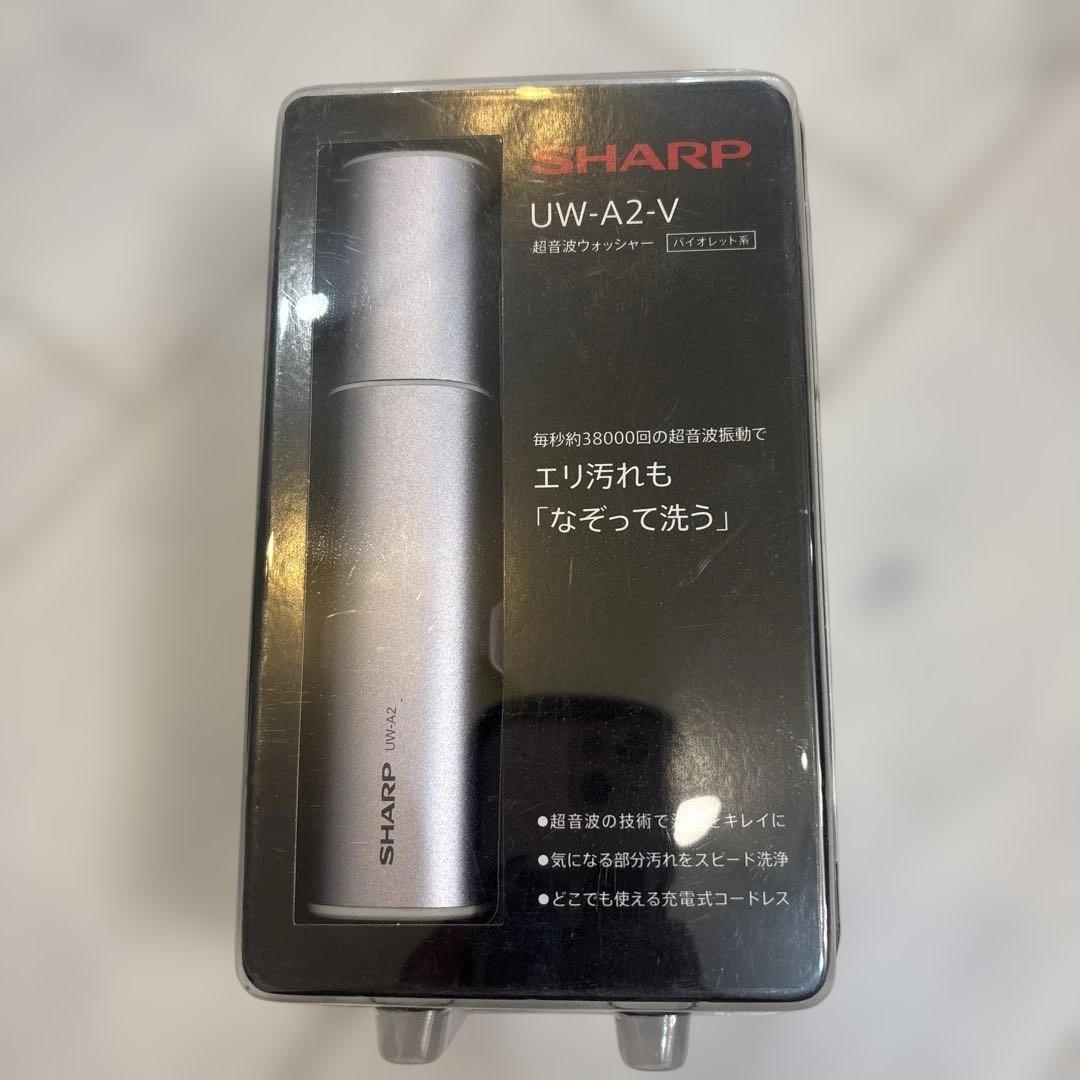 SHARP
UW-A2-V
超音波ウォッシャー バイオレット系
毎秒約38000回の超音波振動で
エリ汚れも
「なぞって洗う」
●超音波の技術で をキレイに
●気になる部分汚れをスピード洗浄
●どこでも使える充電式コードレス
SHARP UW-A2